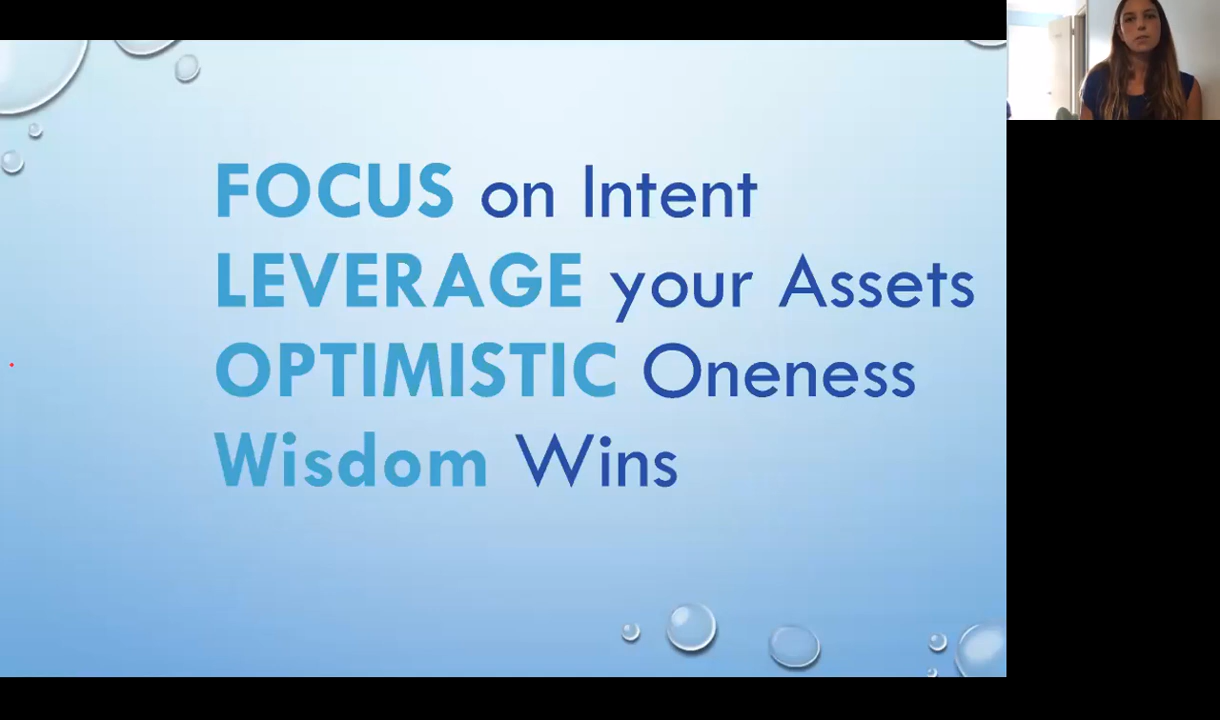 FOCUS on Intent
LEVERAGE your Assets
OPTIMISTIC Oneness
Wisdom Wins